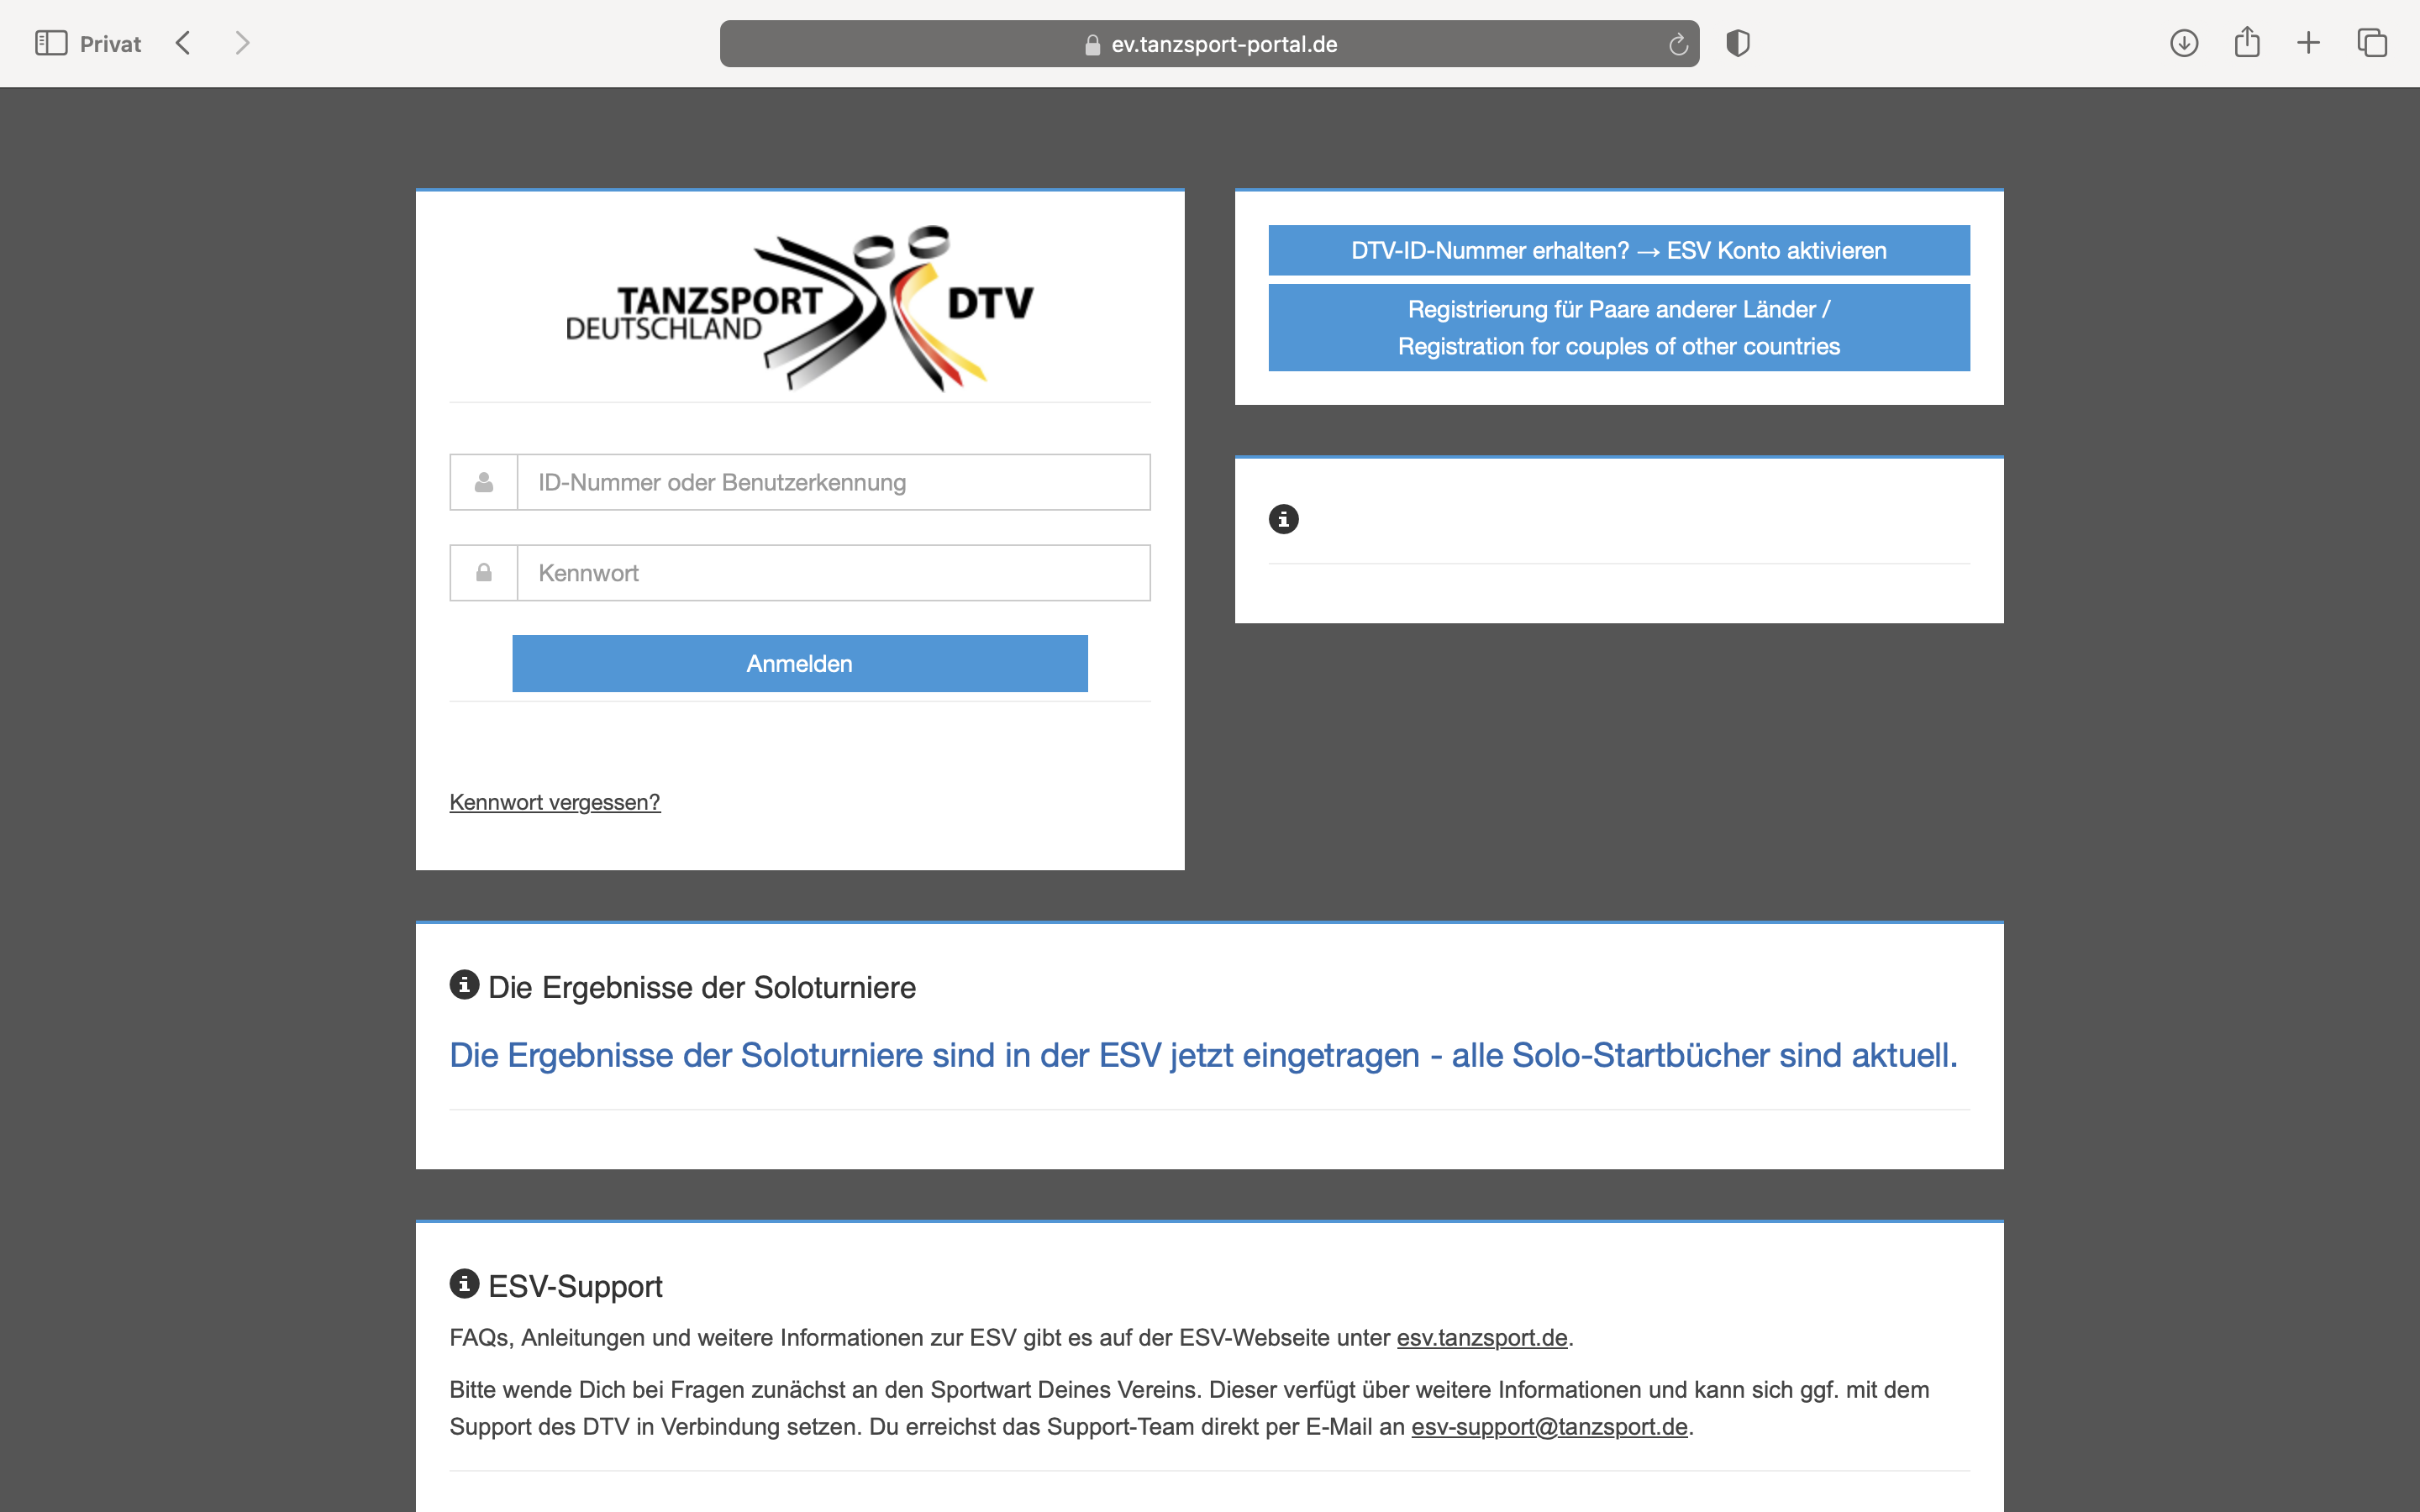 Privat
ev.tanzsport-portal.de
TANZSPORT
DEUTSCHLAND
DTV
ID-Nummer oder Benutzerkennung
Kennwort
Anmelden
Kennwort vergessen?
DTV-ID-Nummer erhalten? → ESV Konto aktivieren
Registrierung für Paare anderer Länder /
Registration for couples of other countries
Die Ergebnisse der Soloturniere
Die Ergebnisse der Soloturniere sind in der ESV jetzt eingetragen - alle Solo-Startbücher sind aktuell.
ESV-Support
FAQs, Anleitungen und weitere Informationen zur ESV gibt es auf der ESV-Webseite unter esv.tanzsport.de.
Bitte wende Dich bei Fragen zunächst an den Sportwart Deines Vereins. Dieser verfügt über weitere Informationen und kann sich ggf. mit dem
Support des DTV in Verbindung setzen. Du erreichst das Support-Team direkt per E-Mail an esv-support@tanzsport.de.